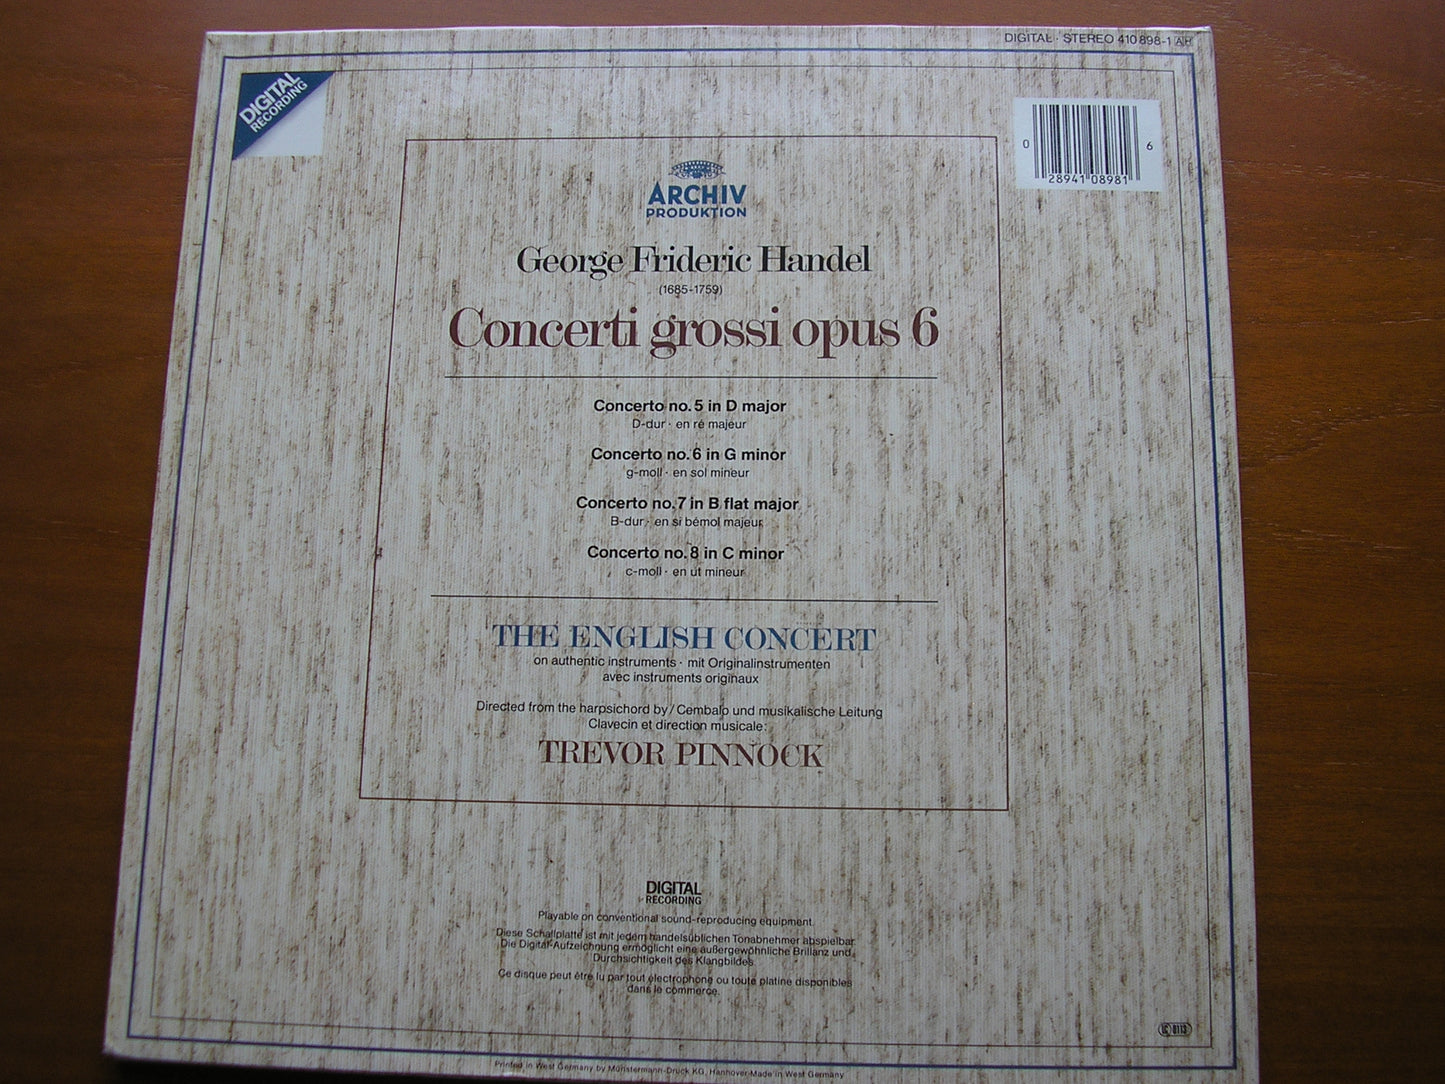 DIGITAL · STEREO 410 898-1 AH
DIGITAL
RECORDING
0 28941 08981 6
ARCHIV
PRODUKTION
George Frideric Handel
(1685-1759)
Concerti grossi opus 6
Concerto no. 5 in D major
D-dur · en ré majeur
Concerto no. 6 in G minor
g-moll · en sol mineur
Concerto no. 7 in B flat major
B-dur · en si bémol majeur
Concerto no. 8 in C minor
c-moll · en ut mineur
THE ENGLISH CONCERT
on authentic instruments · mit Originalinstrumenten
avec instruments originaux
Directed from the harpsichord by / Cembalo und musikalische Leitung
Clavecin et direction musicale:
TREVOR PINNOCK
DIGITAL
RECORDING
Playable on conventional sound-reproducing equipment.
Diese Schallplatte ist mit jedem handelsüblichen Tonabnehmer abspielbar.
Die Digital-Aufzeichnung ermöglicht eine außergewöhnliche Brillanz und
Durchsichtigkeit des Klangbildes.
Ce disque peut être lu par tout électrophone ou toute platine disponibles
dans le commerce.
LC 0113
Printed in West Germany by Münstermann-Druck KG, Hannover · Made in West Germany